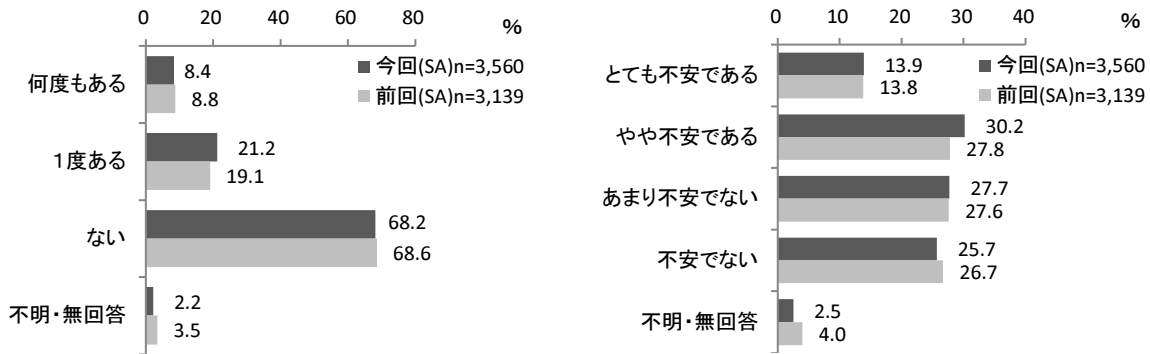 0 20 40 60 80
%
今回(SA)n=3,560
前回(SA)n=3,139
何度もある
8.4
8.8
1度ある
21.2
19.1
ない
68.2
68.6
不明・無回答
2.2
3.5
0 10 20 30 40
%
今回(SA)n=3,560
前回(SA)n=3,139
とても不安である
13.9
13.8
やや不安である
30.2
27.8
あまり不安でない
27.7
27.6
不安でない
25.7
26.7
不明・無回答
2.5
4.0